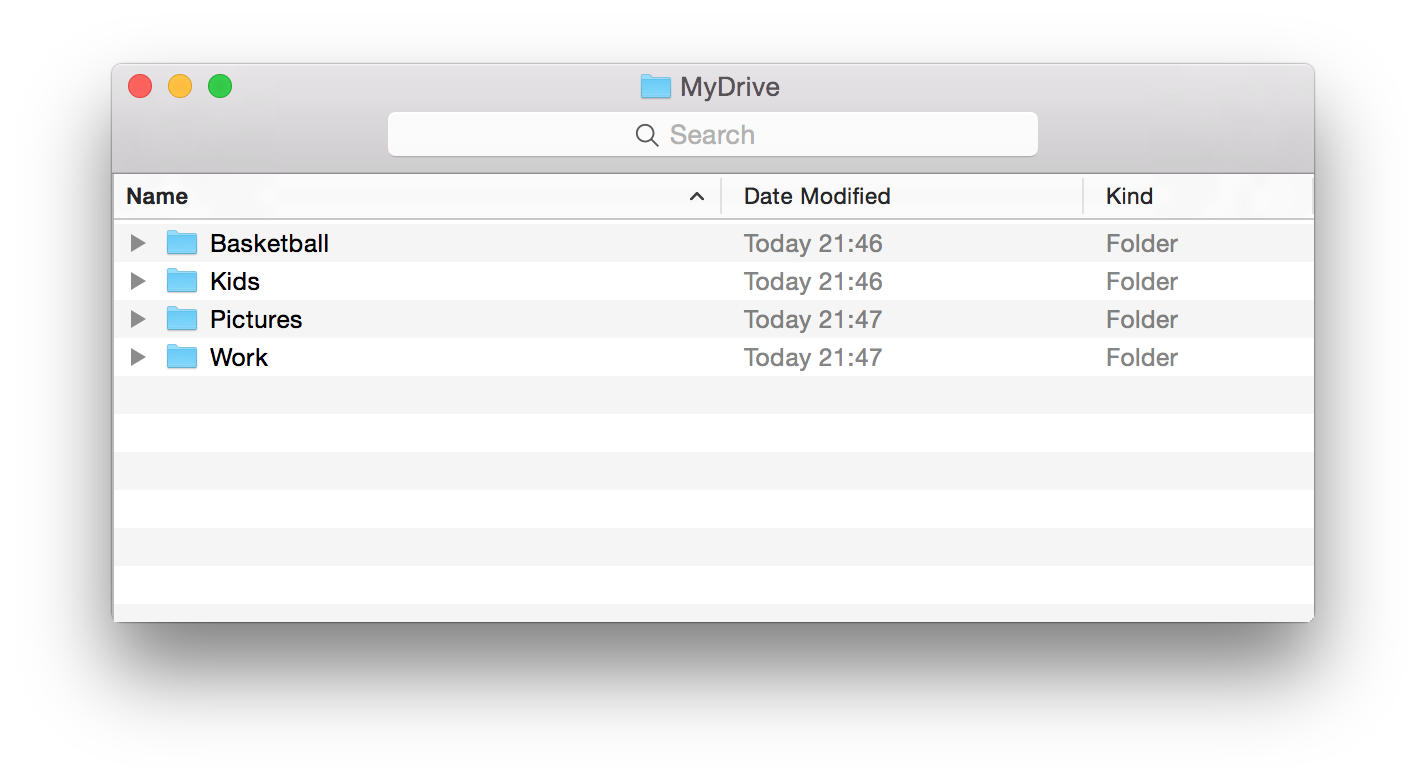 MyDrive
Search
Name Date Modified Kind
Basketball Today 21:46 Folder
Kids Today 21:46 Folder
Pictures Today 21:47 Folder
Work Today 21:47 Folder